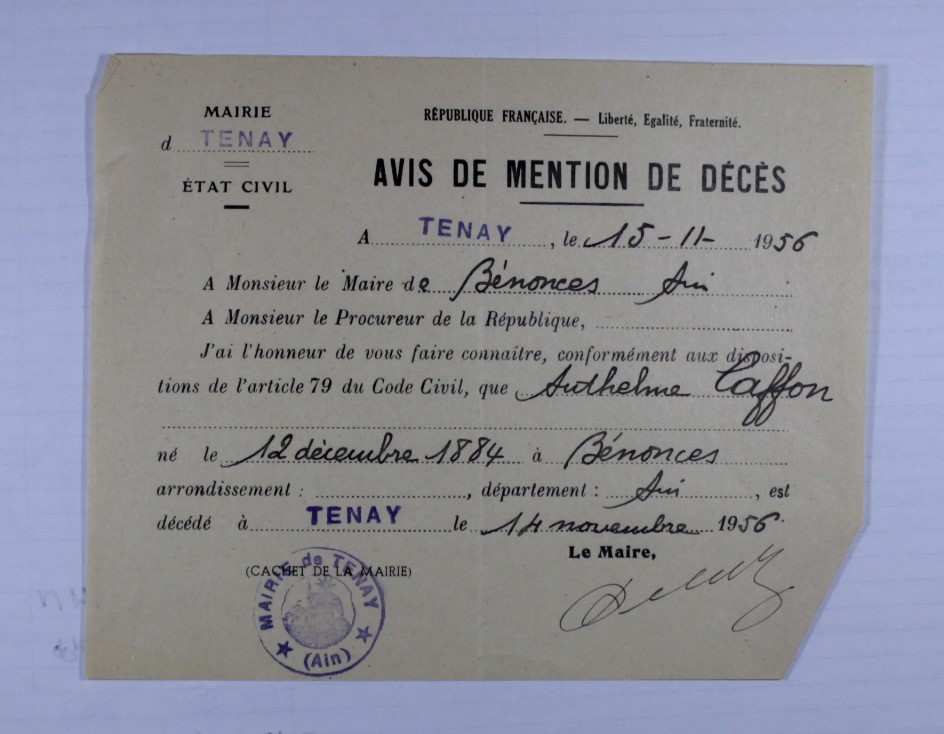 MAIRIE
d TENAY
ÉTAT CIVIL
RÉPUBLIQUE FRANÇAISE. — Liberté, Egalité, Fraternité.
AVIS DE MENTION DE DÉCÈS
A TENAY, le 15-11- 1956
A Monsieur le Maire de Bénonces Ain
A Monsieur le Procureur de la République,
J'ai l'honneur de vous faire connaître, conformément aux disposi-
tions de l'article 79 du Code Civil, que Anthelme Caffon
né le 12 décembre 1884 à Bénonces
arrondissement : , département : Ain, est
décédé à TENAY le 14 novembre 1956
Le Maire,
(CACHET DE LA MAIRIE)
MAIRIE de TENAY
(Ain)